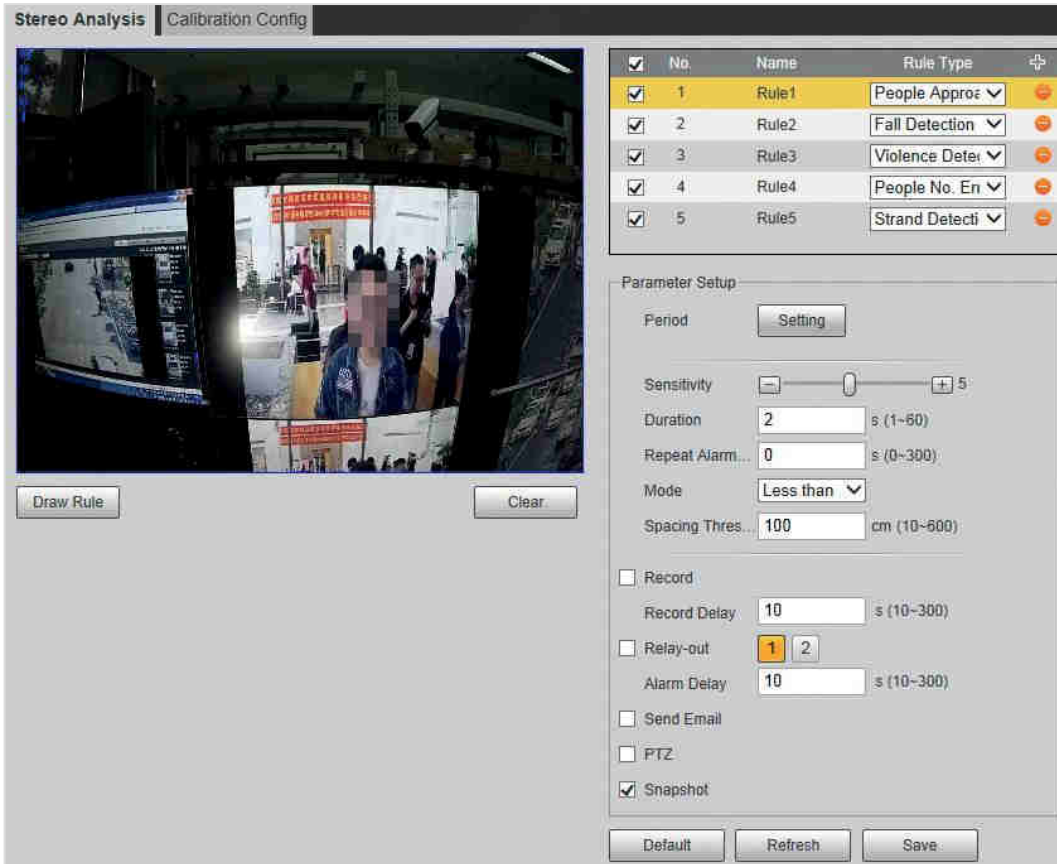 Stereo Analysis Calibration Config
No. Name Rule Type
1 Rule1 People Approa
2 Rule2 Fall Detection
3 Rule3 Violence Detec
4 Rule4 People No. En
5 Rule5 Strand Detecti
Parameter Setup
Period Setting
Sensitivity 5
Duration 2 s (1~60)
Repeat Alarm... 0 s (0~300)
Mode Less than
Draw Rule Clear
Spacing Thres... 100 cm (10~600)
Record
Record Delay 10 s (10~300)
Relay-out 1 2
Alarm Delay 10 s (10~300)
Send Email
PTZ
Snapshot
Default Refresh Save